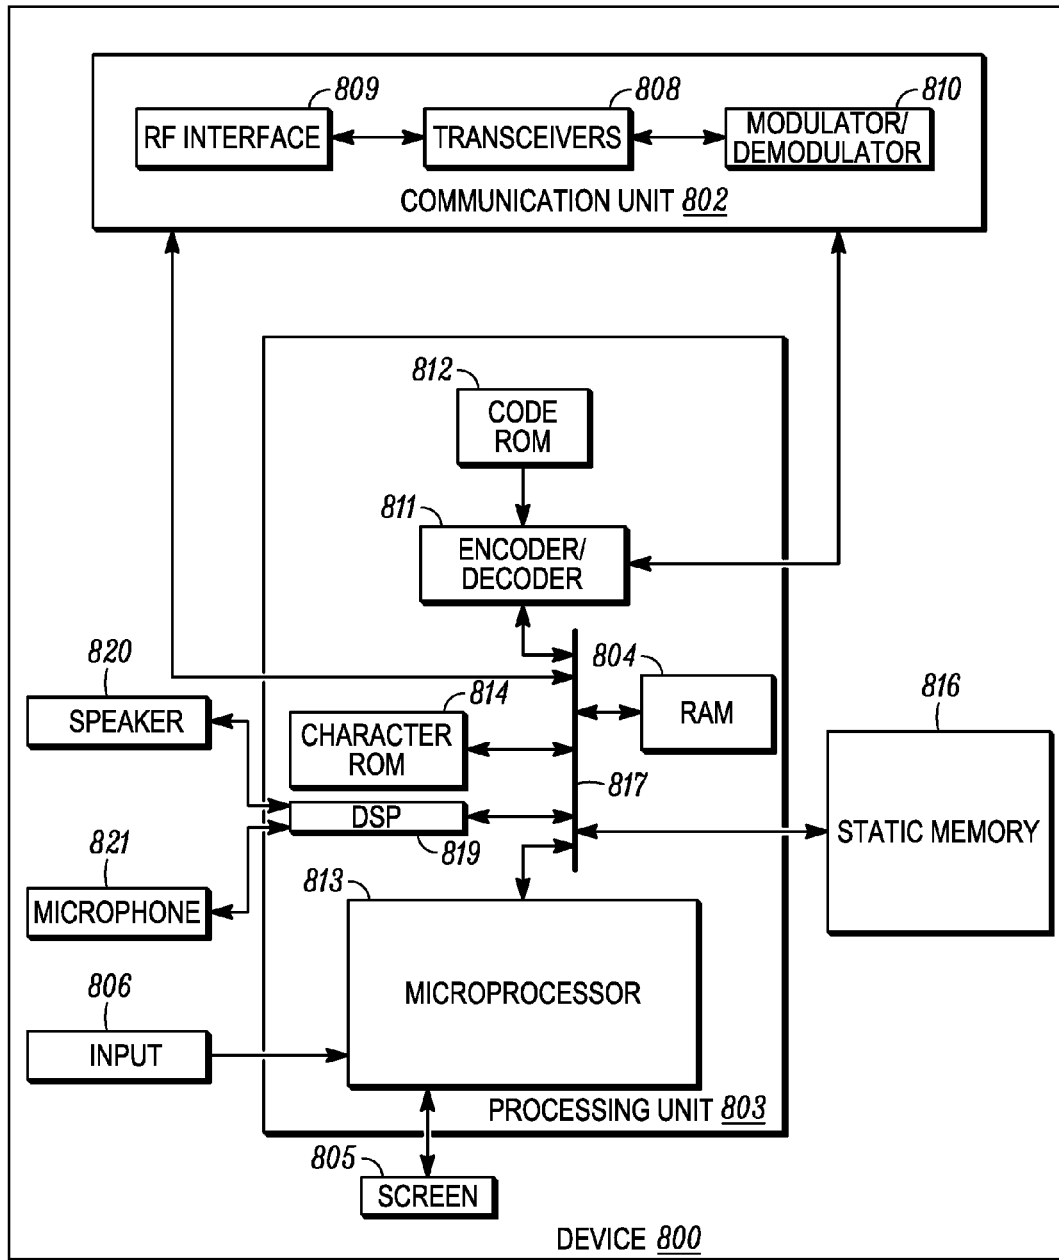 809
808
810
RF INTERFACE
TRANSCEIVERS
MODULATOR/
DEMODULATOR
COMMUNICATION UNIT 802
812
CODE
ROM
811
ENCODER/
DECODER
820
804
814
816
SPEAKER
CHARACTER
ROM
RAM
817
DSP
819
STATIC MEMORY
821
813
MICROPHONE
MICROPROCESSOR
806
INPUT
PROCESSING UNIT 803
805
SCREEN
DEVICE 800